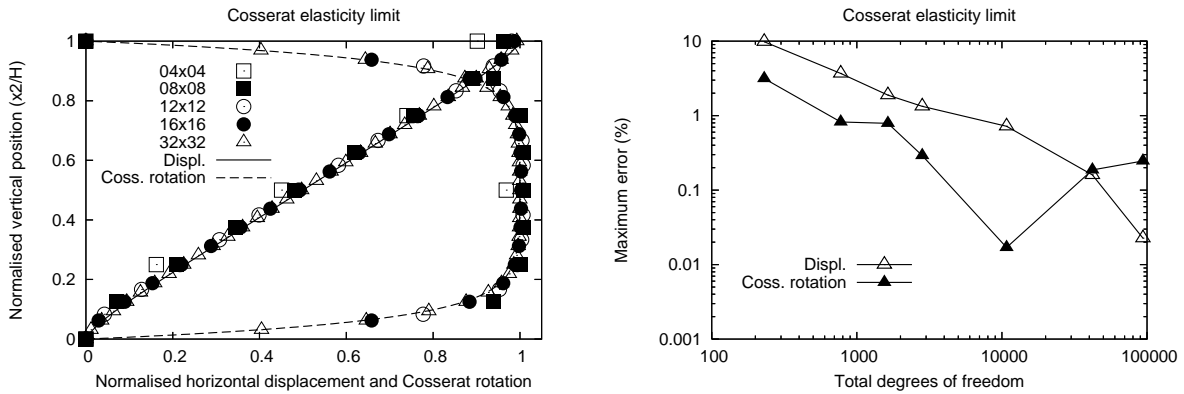 Cosserat elasticity limit
Normalised vertical position (x2/H)
1
0.8
0.6
0.4
0.2
0
04x04
08x08
12x12
16x16
32x32
Displ.
Coss. rotation
0 0.2 0.4 0.6 0.8 1
Normalised horizontal displacement and Cosserat rotation
Cosserat elasticity limit
Maximum error (%)
10
1
0.1
0.01
0.001
Displ.
Coss. rotation
100 1000 10000 100000
Total degrees of freedom